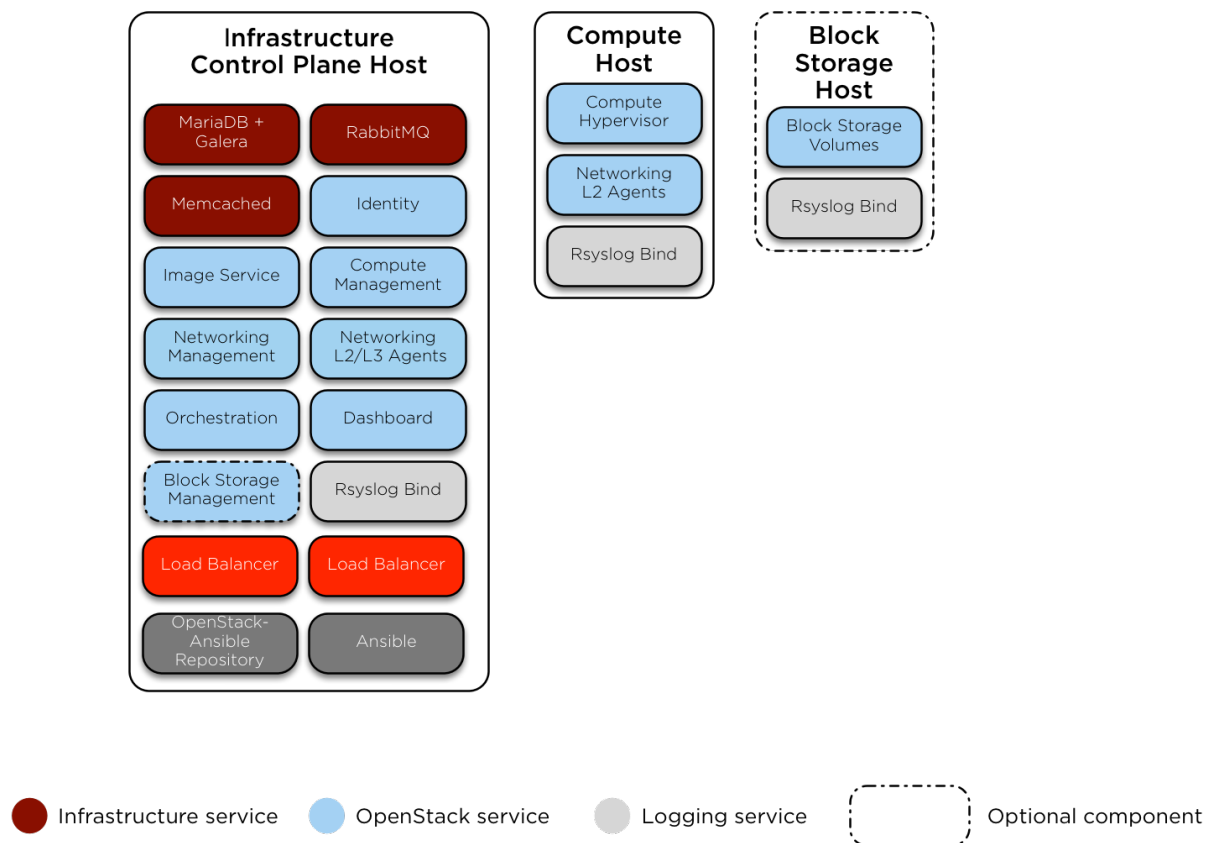 Infrastructure
Control Plane Host
MariaDB +
Galera
RabbitMQ
Memcached
Identity
Image Service
Compute
Management
Networking
Management
Networking
L2/L3 Agents
Orchestration
Dashboard
Block Storage
Management
Rsyslog Bind
Load Balancer
Load Balancer
OpenStack-
Ansible
Repository
Ansible
Compute
Host
Compute
Hypervisor
Networking
L2 Agents
Rsyslog Bind
Block
Storage
Host
Block Storage
Volumes
Rsyslog Bind
Infrastructure service
OpenStack service
Logging service
Optional component